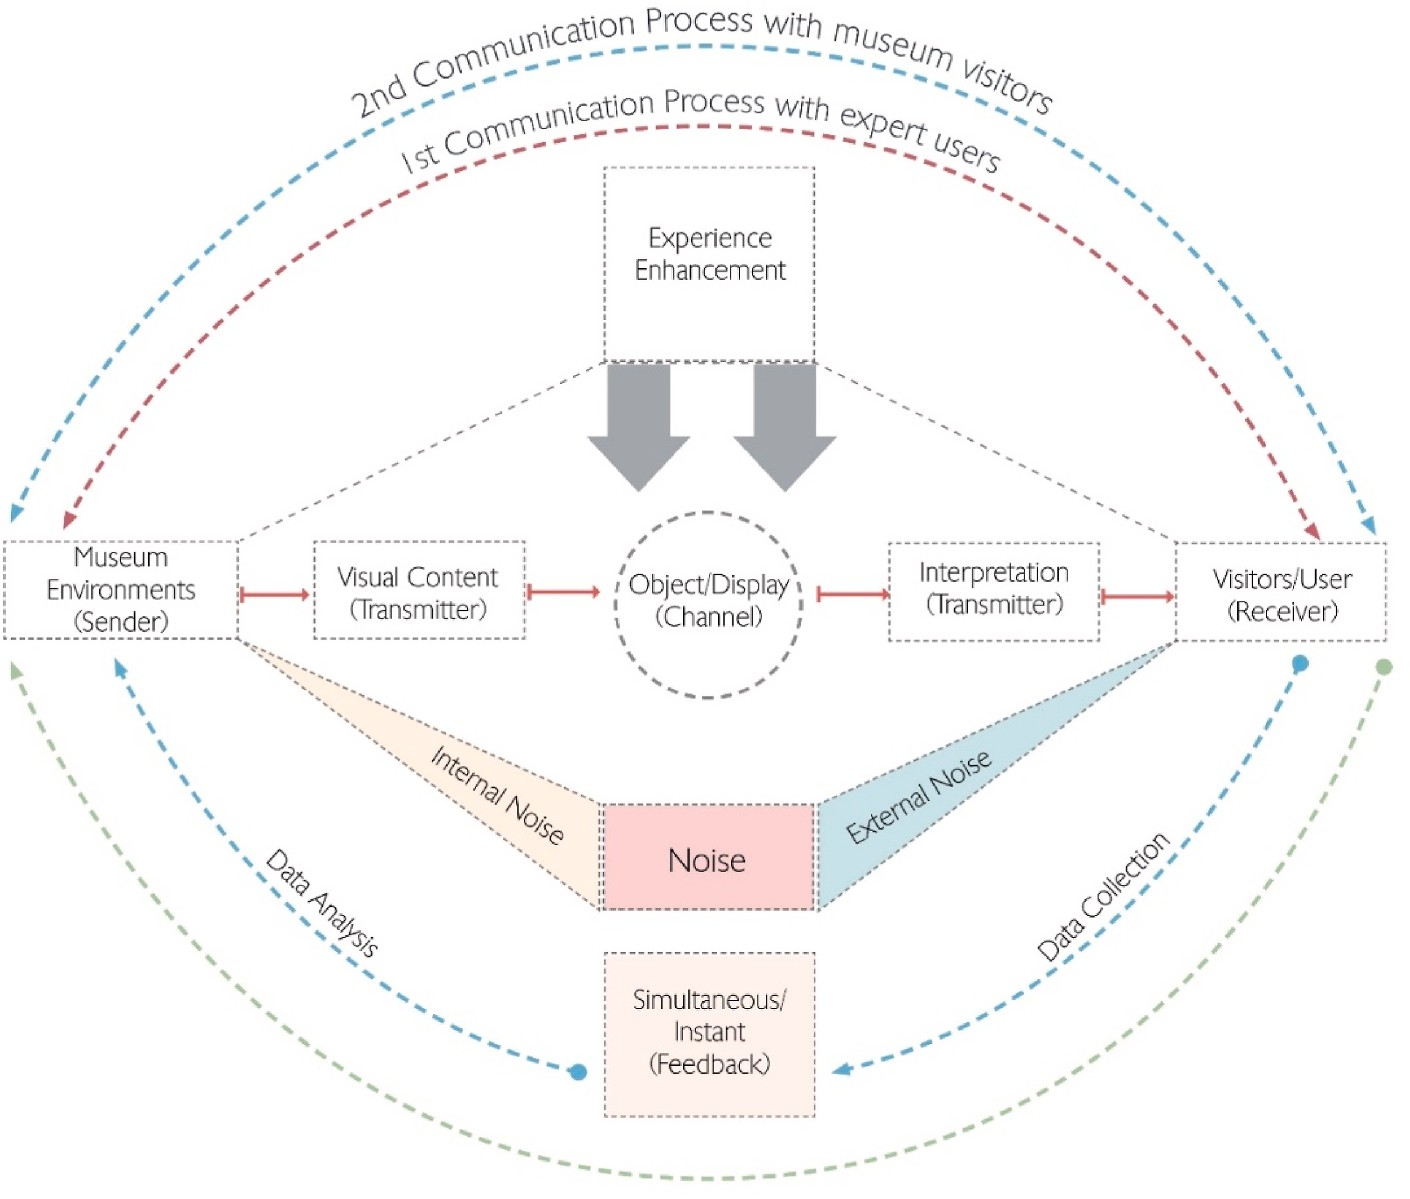 2nd Communication Process with museum visitors
1st Communication Process with expert users
Experience
Enhancement
Museum
Environments
(Sender)
Visual Content
(Transmitter)
Object/Display
(Channel)
Interpretation
(Transmitter)
Visitors/User
(Receiver)
Internal Noise
External Noise
Noise
Data Analysis
Data Collection
Simultaneous/
Instant
(Feedback)